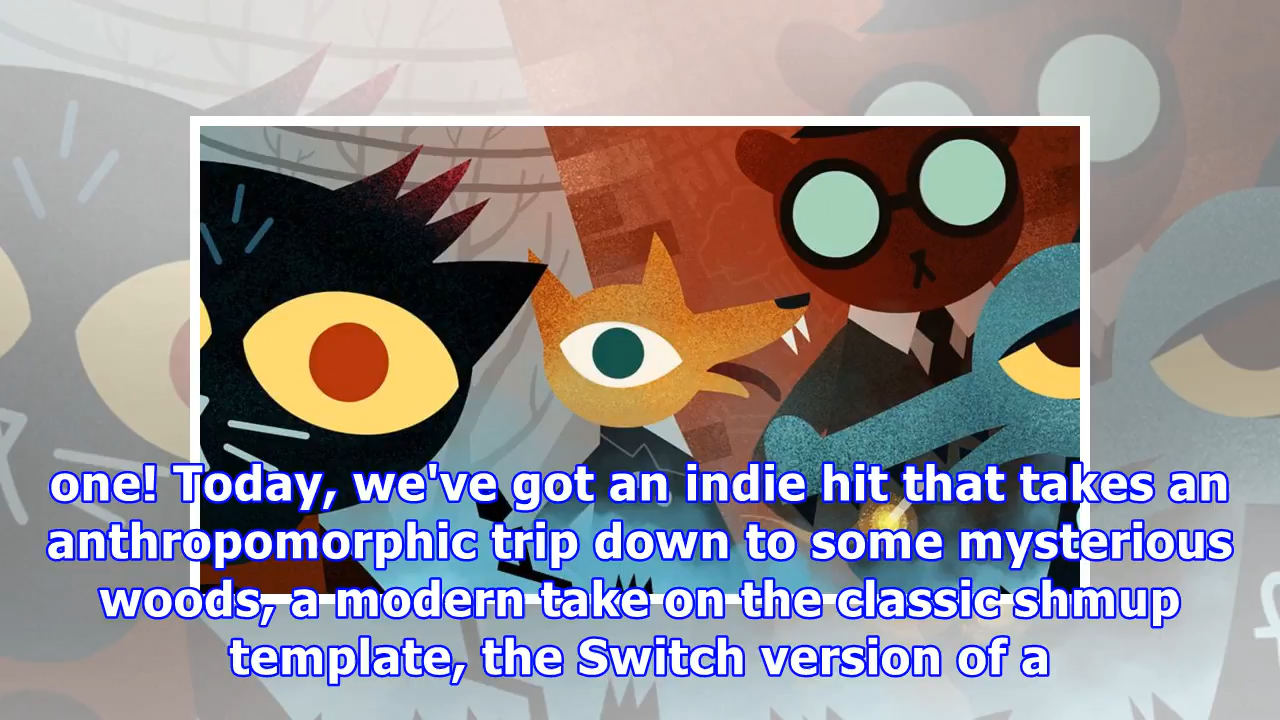 one! Today, we've got an indie hit that takes an
anthropomorphic trip down to some mysterious
woods, a modern take on the classic shmup
template, the Switch version of a